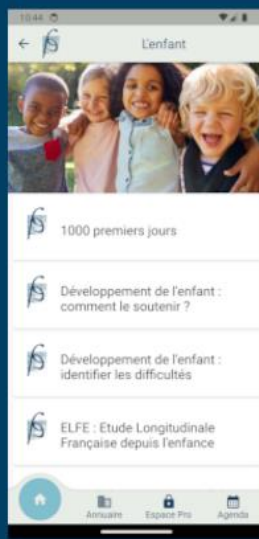 10:44
L'enfant
1000 premiers jours
Développement de l'enfant :
comment le soutenir ?
Développement de l'enfant :
identifier les difficultés
ELFE : Etude Longitudinale
Française depuis l'enfance
Annuaire Espace Pro Agenda